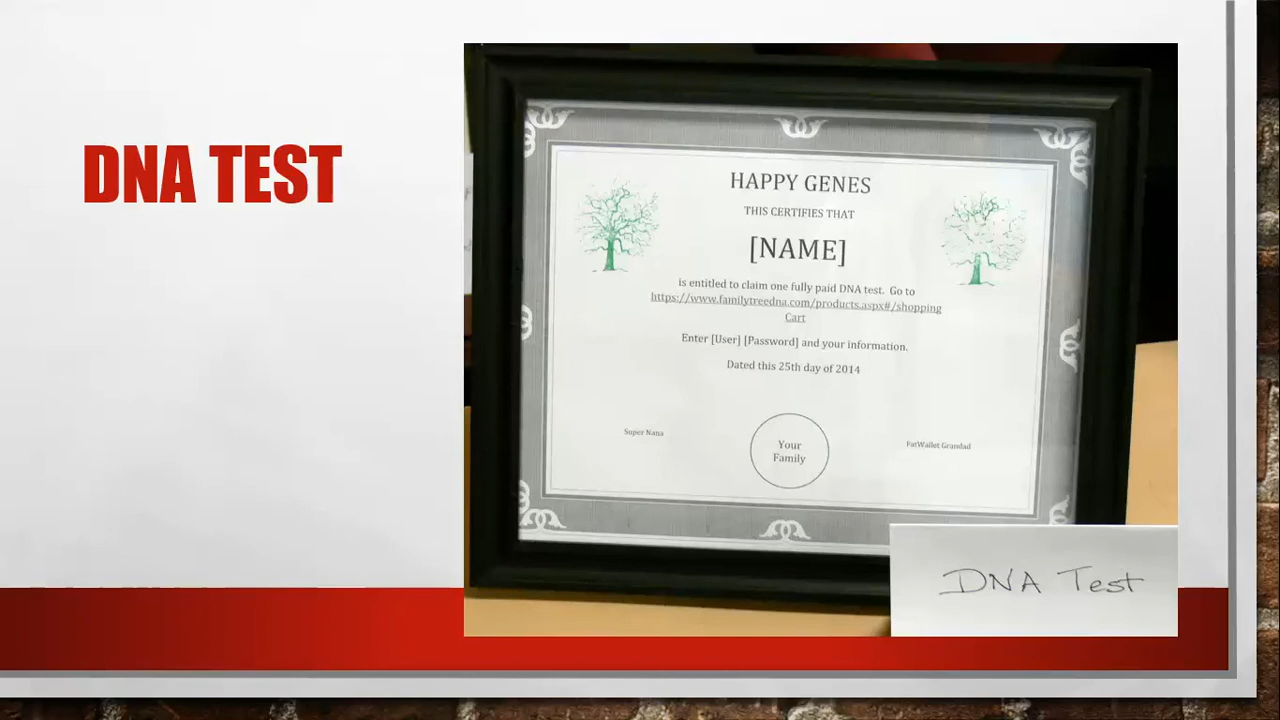 DNA TEST
HAPPY GENES
THIS CERTIFIES THAT
[NAME]
is entitled to claim one fully paid DNA test. Go to
https://www.familytreedna.com/products.aspx#/shopping
Cart
Enter [User] [Password] and your information.
Dated this 25th day of 2014
Super Nana
Your
Family
FatWallet Grandad
DNA Test